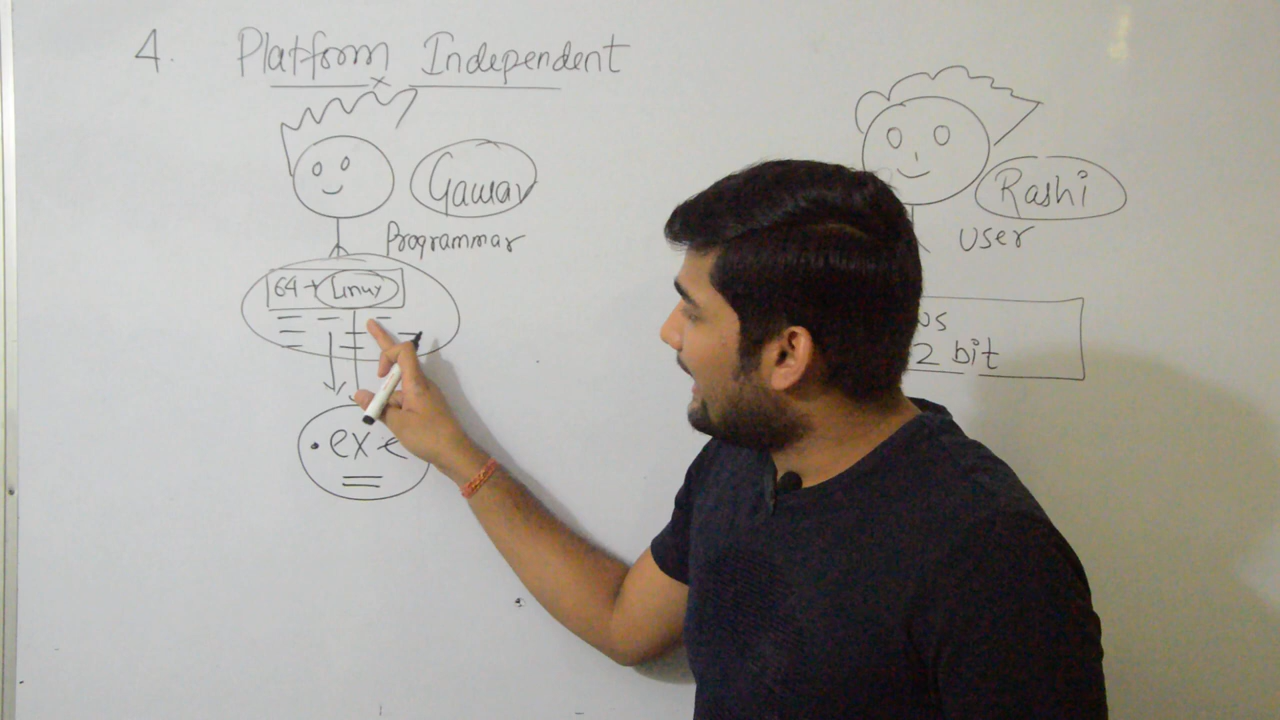 4. Platform Independent
Gaurav
Programmar
64 + Linux
.exe
Rashi
User
2 bit